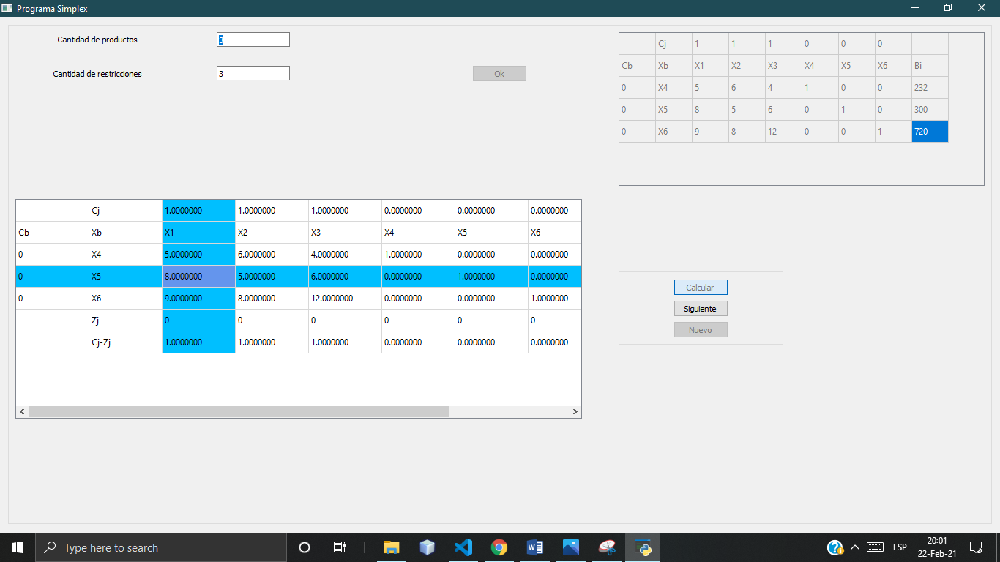 Programa Simplex
Cantidad de productos 3
Cantidad de restricciones 3 Ok
Cj 1 1 1 0 0 0
Cb Xb X1 X2 X3 X4 X5 X6 Bi
0 X4 5 6 4 1 0 0 232
0 X5 8 5 6 0 1 0 300
0 X6 9 8 12 0 0 1 720
Cj 1.0000000 1.0000000 1.0000000 0.0000000 0.0000000 0.0000000
Cb Xb X1 X2 X3 X4 X5 X6
0 X4 5.0000000 6.0000000 4.0000000 1.0000000 0.0000000 0.0000000
0 X5 8.0000000 5.0000000 6.0000000 0.0000000 1.0000000 0.0000000
0 X6 9.0000000 8.0000000 12.0000000 0.0000000 0.0000000 1.0000000
Zj 0 0 0 0 0 0
Cj-Zj 1.0000000 1.0000000 1.0000000 0.0000000 0.0000000 0.0000000
Calcular
Siguiente
Nuevo
Type here to search
ESP
20:01
22-Feb-21